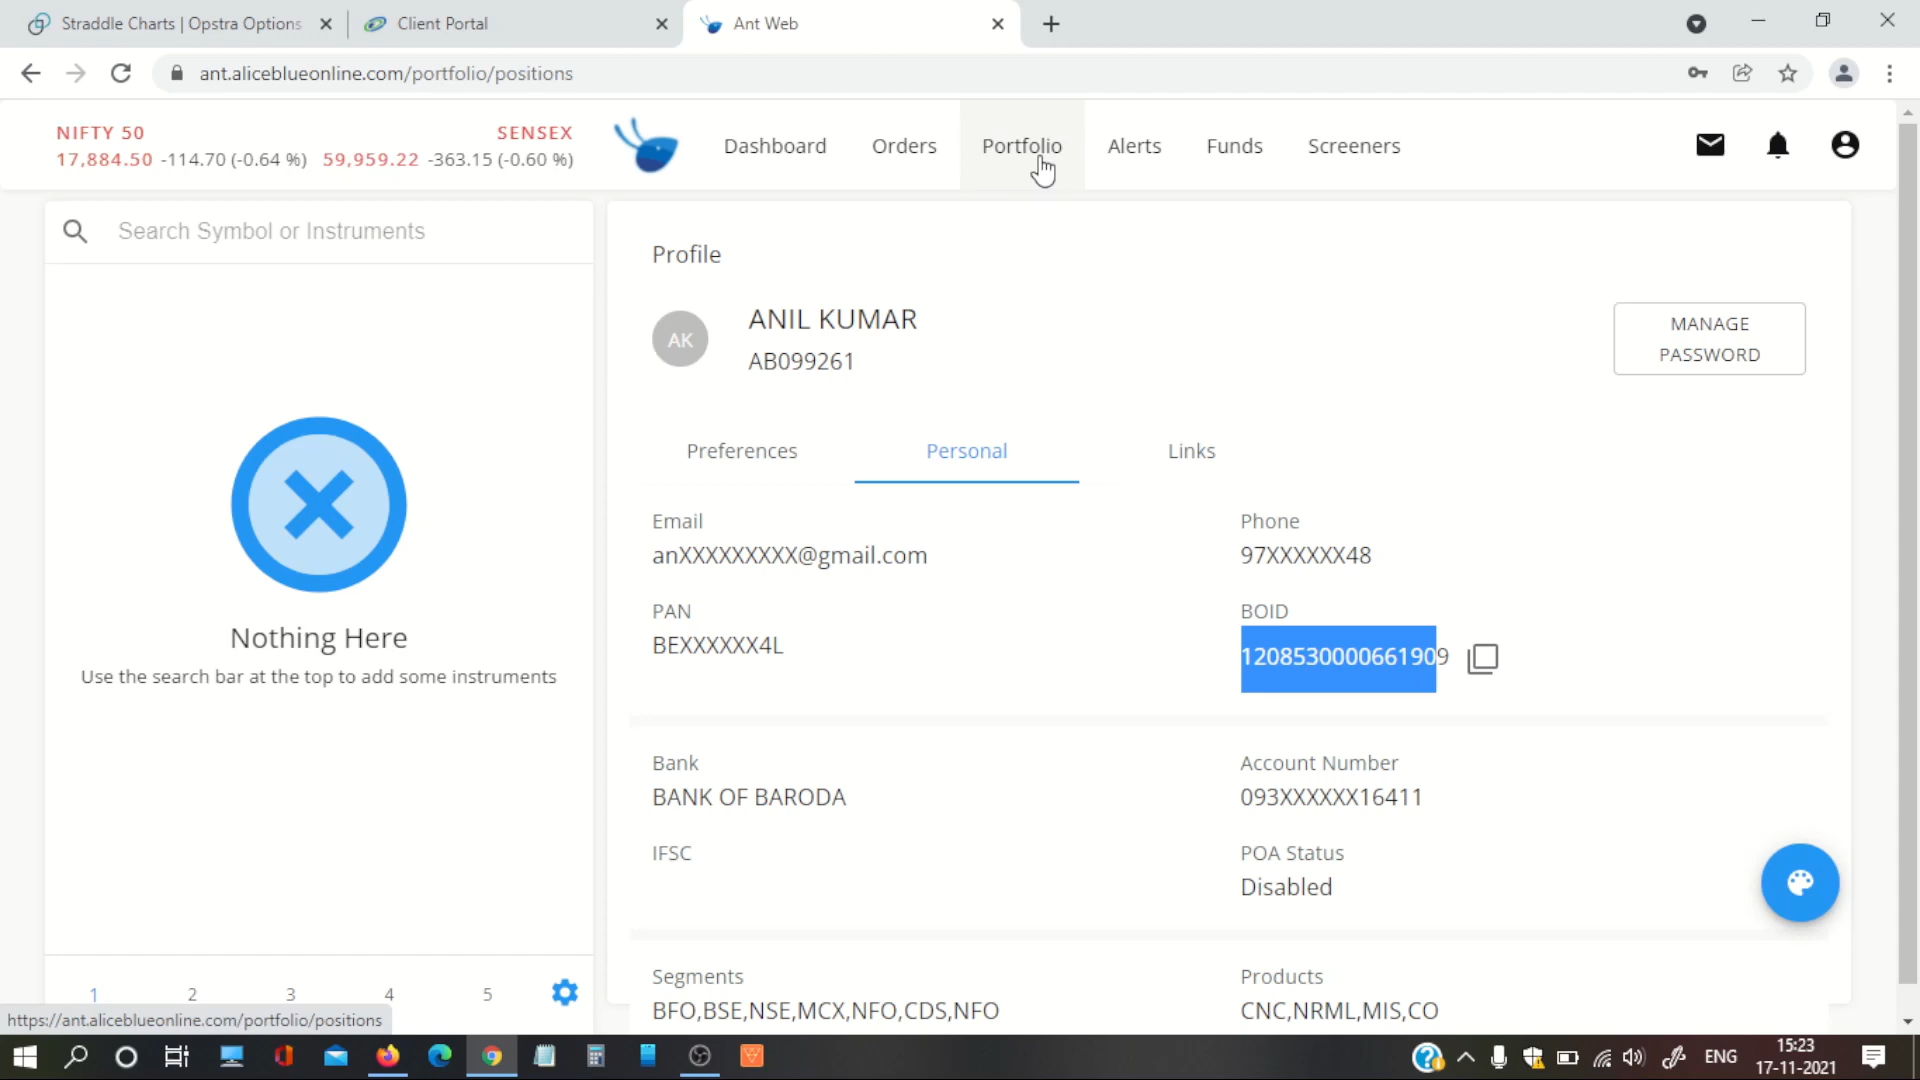 Straddle Charts | Opstra Options
Client Portal
Ant Web
ant.aliceblueonline.com/portfolio/positions
NIFTY 50
17,884.50 -114.70 (-0.64 %)
SENSEX
59,959.22 -363.15 (-0.60 %)
Dashboard
Orders
Portfolio
Alerts
Funds
Screeners
Search Symbol or Instruments
Nothing Here
Use the search bar at the top to add some instruments
1 2 3 4 5
Profile
AK
ANIL KUMAR
AB099261
MANAGE
PASSWORD
Preferences
Personal
Links
Email
anXXXXXXXXX@gmail.com
Phone
97XXXXXX48
PAN
BEXXXXXX4L
BOID
1208530000661909
Bank
BANK OF BARODA
Account Number
093XXXXXX16411
IFSC
POA Status
Disabled
Segments
BFO,BSE,NSE,MCX,NFO,CDS,NFO
Products
CNC,NRML,MIS,CO
https://ant.aliceblueonline.com/portfolio/positions
ENG
15:23
17-11-2021